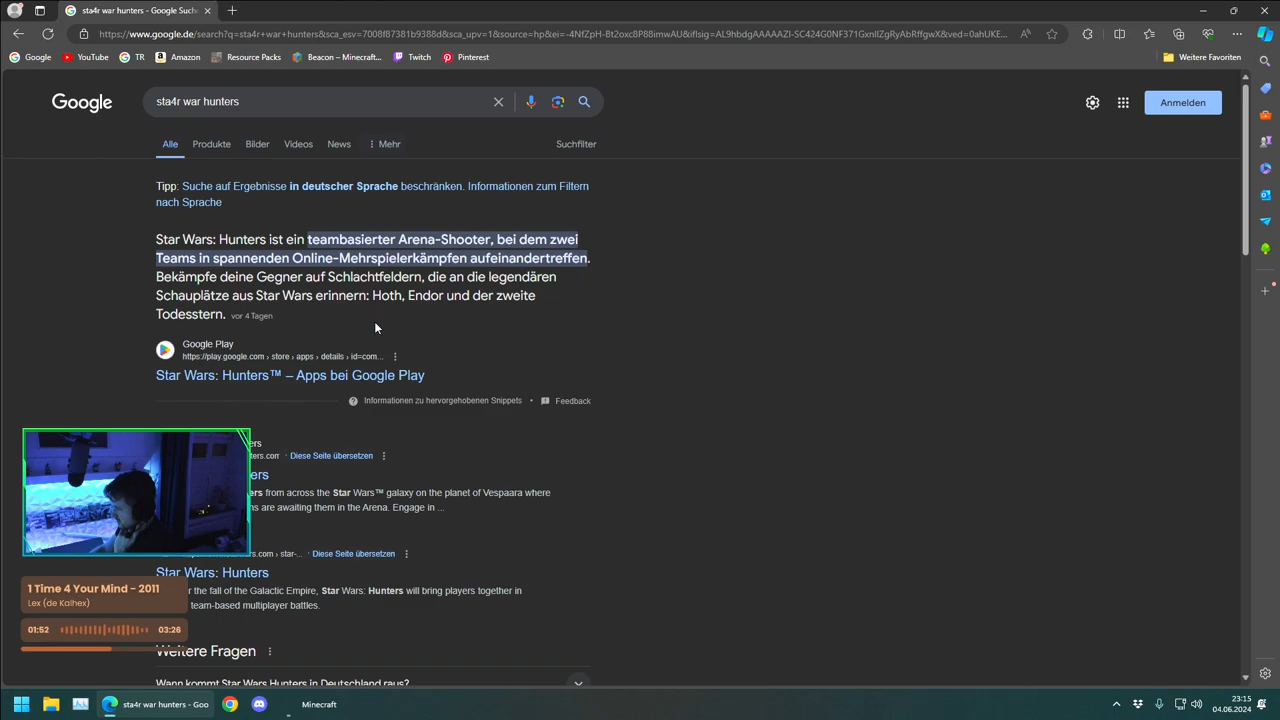 sta4r war hunters - Google Such
https://www.google.de/search?q=sta4r+war+hunters&sca_esv=7008f87381b9388d&sca_upv=1&source=hp&ei=-4NfZpH-Bt2oxc8P88imwAU&iflsig=AL9hbdgAAAAAZl-SC424G0NF371GxnlIZgRyAbRffgwX&ved=0ahUKE...
Google
YouTube
TR
Amazon
Resource Packs
Beacon – Minecraft...
Twitch
Pinterest
Weitere Favoriten
Google
sta4r war hunters
Anmelden
Alle
Produkte
Bilder
Videos
News
Mehr
Suchfilter
Tipp: Suche auf Ergebnisse in deutscher Sprache beschränken. Informationen zum Filtern
nach Sprache
Star Wars: Hunters ist ein teambasierter Arena-Shooter, bei dem zwei
Teams in spannenden Online-Mehrspielerkämpfen aufeinandertreffen.
Bekämpfe deine Gegner auf Schlachtfeldern, die an die legendären
Schauplätze aus Star Wars erinnern: Hoth, Endor und der zweite
Todesstern. vor 4 Tagen
Google Play
https://play.google.com › store › apps › details › id=com...
Star Wars: Hunters™ – Apps bei Google Play
Informationen zu hervorgehobenen Snippets • Feedback
ers
ters.com · Diese Seite übersetzen
ers
ers from across the Star Wars™ galaxy on the planet of Vespaara where
ns are awaiting them in the Arena. Engage in ...
rs.com › star-... · Diese Seite übersetzen
Star Wars: Hunters
r the fall of the Galactic Empire, Star Wars: Hunters will bring players together in
team-based multiplayer battles.
1 Time 4 Your Mind - 2011
Lex (de Kalhex)
01:52
03:26
Weitere Fragen
Wann kommt Star Wars Hunters in Deutschland raus?
sta4r war hunters - Goo
Minecraft
23:15
04.06.2024